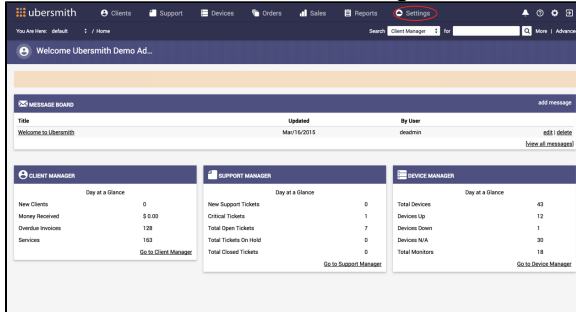 ubersmith Clients Support Devices Orders Sales Reports Settings
You Are Here: default / Home Search Client Manager for More | Advance
Welcome Ubersmith Demo Ad...
MESSAGE BOARD add message
Title Updated By User
Welcome to Ubersmith Mar/16/2015 deadmin edit | delete
[view all messages]
CLIENT MANAGER
Day at a Glance
New Clients 0
Money Received $ 0.00
Overdue Invoices 128
Services 163
Go to Client Manager
SUPPORT MANAGER
Day at a Glance
New Support Tickets 0
Critical Tickets 1
Total Open Tickets 7
Total Tickets On Hold 0
Total Closed Tickets 0
Go to Support Manager
DEVICE MANAGER
Day at a Glance
Total Devices 43
Devices Up 12
Devices Down 1
Devices N/A 30
Total Monitors 18
Go to Device Manager